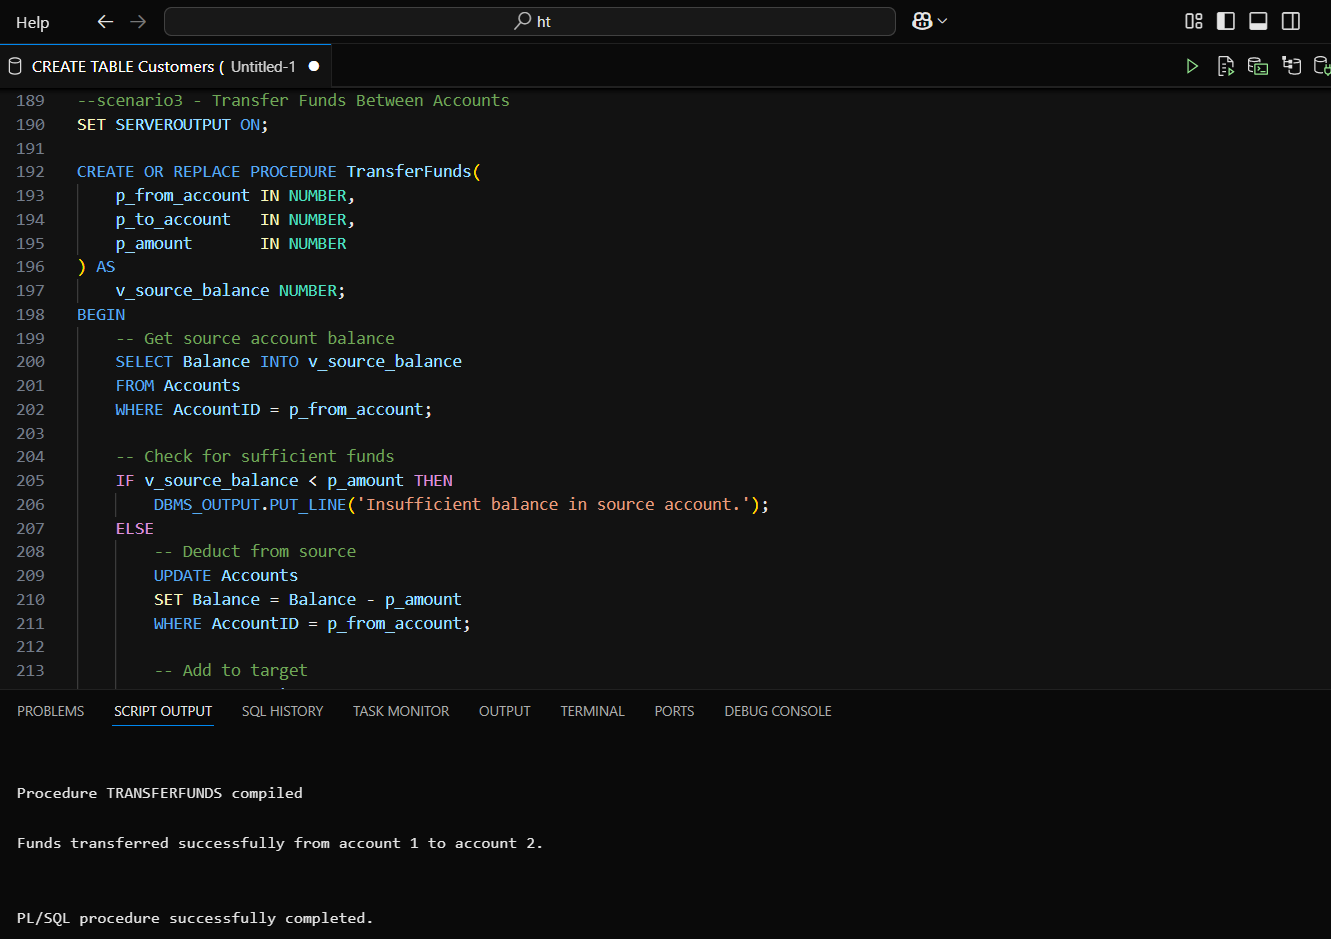 Help
ht
CREATE TABLE Customers ( Untitled-1
189 --scenario3 - Transfer Funds Between Accounts
190 SET SERVEROUTPUT ON;
191
192 CREATE OR REPLACE PROCEDURE TransferFunds(
193     p_from_account IN NUMBER,
194     p_to_account   IN NUMBER,
195     p_amount       IN NUMBER
196 ) AS
197     v_source_balance NUMBER;
198 BEGIN
199     -- Get source account balance
200     SELECT Balance INTO v_source_balance
201     FROM Accounts
202     WHERE AccountID = p_from_account;
203
204     -- Check for sufficient funds
205     IF v_source_balance < p_amount THEN
206         DBMS_OUTPUT.PUT_LINE('Insufficient balance in source account.');
207     ELSE
208         -- Deduct from source
209         UPDATE Accounts
210         SET Balance = Balance - p_amount
211         WHERE AccountID = p_from_account;
212
213         -- Add to target
PROBLEMS SCRIPT OUTPUT SQL HISTORY TASK MONITOR OUTPUT TERMINAL PORTS DEBUG CONSOLE
Procedure TRANSFERFUNDS compiled
Funds transferred successfully from account 1 to account 2.
PL/SQL procedure successfully completed.